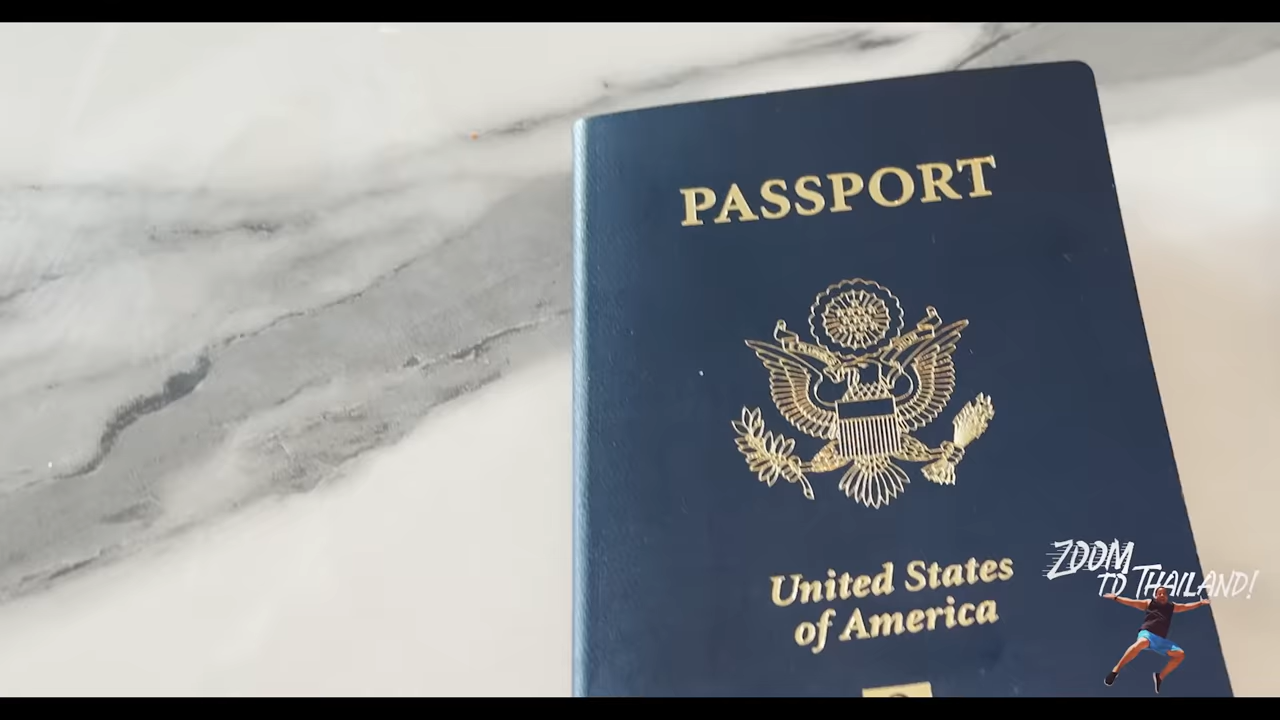 PASSPORT
United States
of America
ZOOM
TO THAILAND!